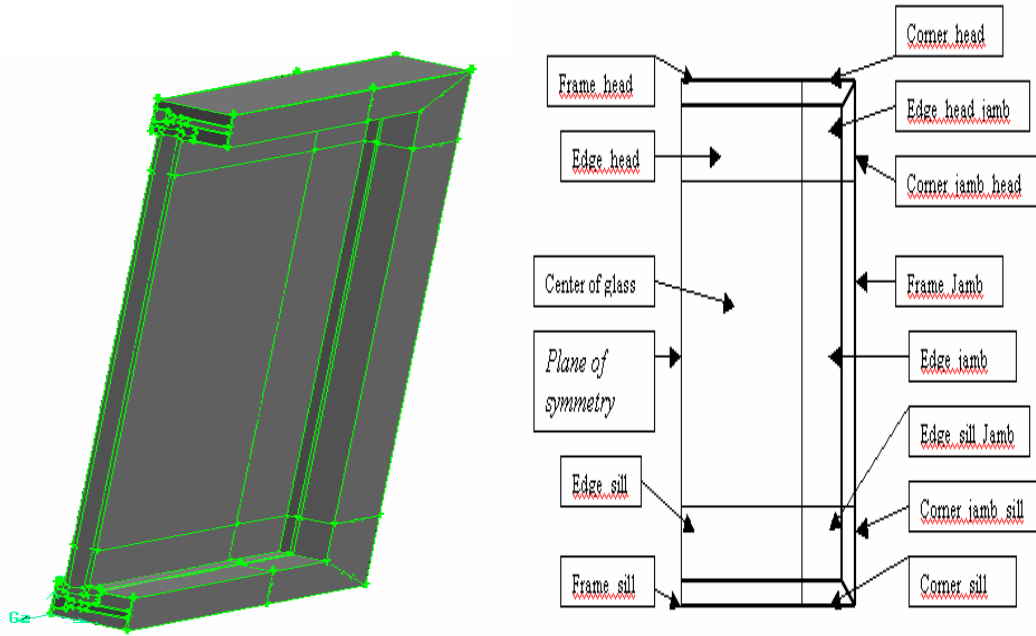 Corner head
Frame head
Edge head jamb
Edge head
Corner jamb head
Center of glass
Frame Jamb
Plane of
symmetry
Edge jamb
Edge sill Jamb
Edge sill
Corner jamb sill
Frame sill
Corner sill